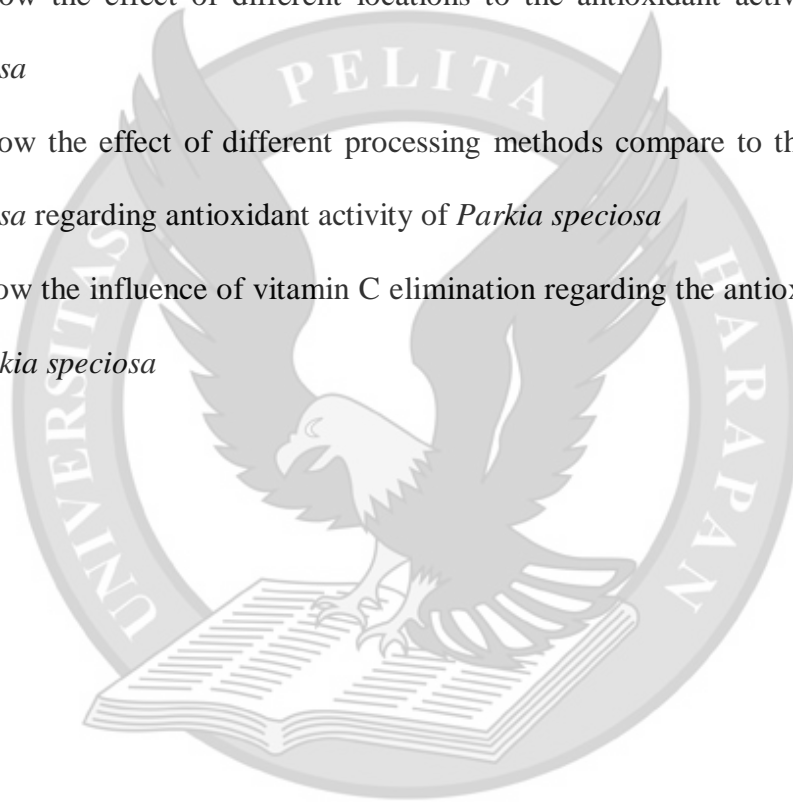 ow the effect of different locations to the antioxidant activ
sa
ow the effect of different processing methods compare to th
sa regarding antioxidant activity of Parkia speciosa
ow the influence of vitamin C elimination regarding the antiox
kia speciosa
UNIVERSITAS PELITA HARAPAN